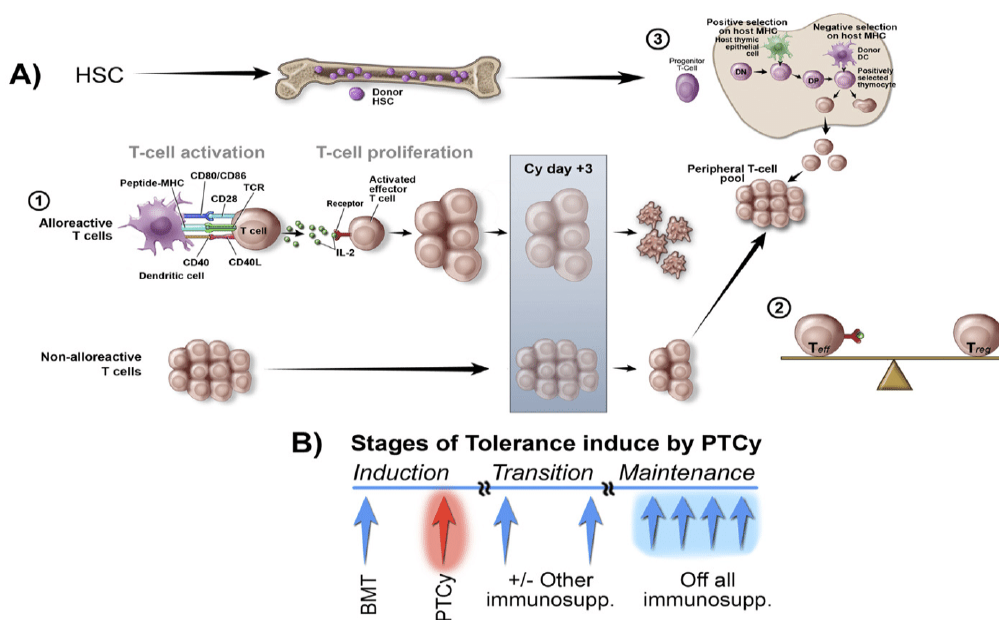 A)
HSC
Donor
HSC
3
Progenitor
T-Cell
Positive selection
on host MHC
Host thymic
epithelial
cell
Negative selection
on host MHC
Donor
DC
DN
DP
Positively
selected
thymocyte
T-cell activation
T-cell proliferation
1
Alloreactive
T cells
Peptide-MHC
CD80/CD86
CD28
TCR
T cell
CD40
CD40L
Dendritic cell
Receptor
IL-2
Activated
effector
T cell
Cy day +3
Peripheral T-cell
pool
2
Teff
Treg
Non-alloreactive
T cells
B)
Stages of Tolerance induce by PTCy
Induction
Transition
Maintenance
BMT
PTCy
+/- Other
immunosupp.
Off all
immunosupp.